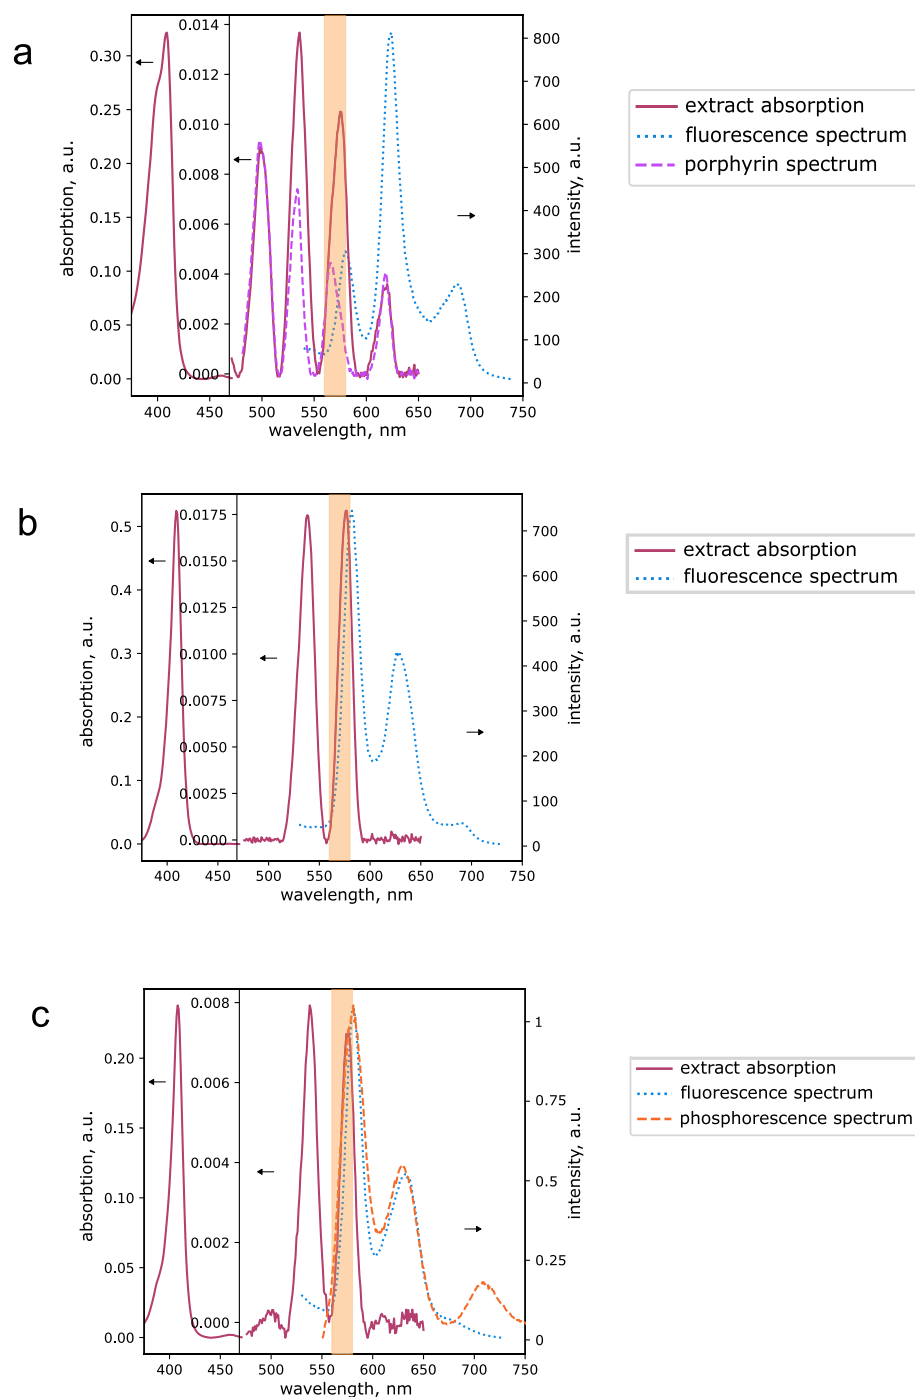 a
absorbtion, a.u.
0.30
0.25
0.20
0.15
0.10
0.05
0.00
0.014
0.012
0.010
0.008
0.006
0.004
0.002
0.000
800
700
600
500
400
300
200
100
0
intensity, a.u.
400 450 500 550 600 650 700 750
wavelength, nm
extract absorption
fluorescence spectrum
porphyrin spectrum
b
absorbtion, a.u.
0.5
0.4
0.3
0.2
0.1
0.0
0.0175
0.0150
0.0125
0.0100
0.0075
0.0050
0.0025
0.0000
700
600
500
400
300
200
100
0
intensity, a.u.
400 450 500 550 600 650 700 750
wavelength, nm
extract absorption
fluorescence spectrum
c
absorbtion, a.u.
0.20
0.15
0.10
0.05
0.00
0.008
0.006
0.004
0.002
0.000
1
0.75
0.5
0.25
0
intensity, a.u.
400 450 500 550 600 650 700 750
wavelength, nm
extract absorption
fluorescence spectrum
phosphorescence spectrum